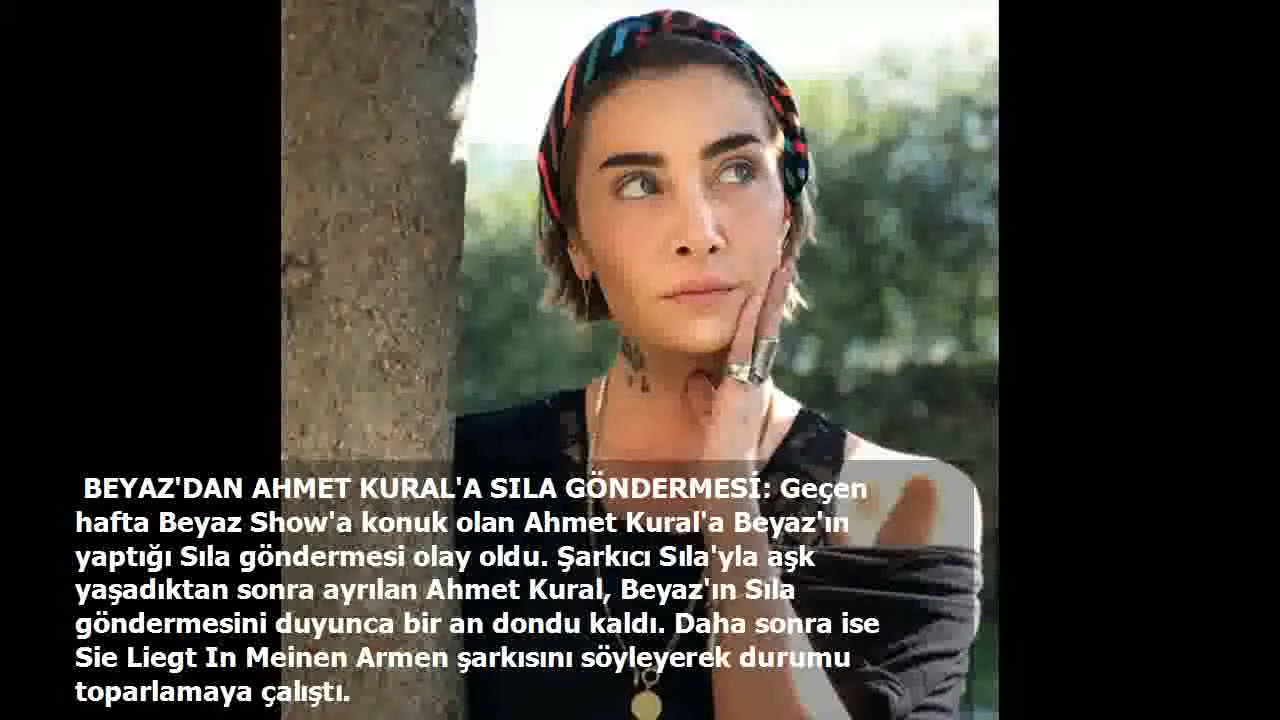 BEYAZ'DAN AHMET KURAL'A SILA GÖNDERMESİ: Geçen
hafta Beyaz Show'a konuk olan Ahmet Kural'a Beyaz'ın
yaptığı Sıla göndermesi olay oldu. Şarkıcı Sıla'yla aşk
yaşadıktan sonra ayrılan Ahmet Kural, Beyaz'ın Sıla
göndermesini duyunca bir an dondu kaldı. Daha sonra ise
Sie Liegt In Meinen Armen şarkısını söyleyerek durumu
toparlamaya çalıştı.